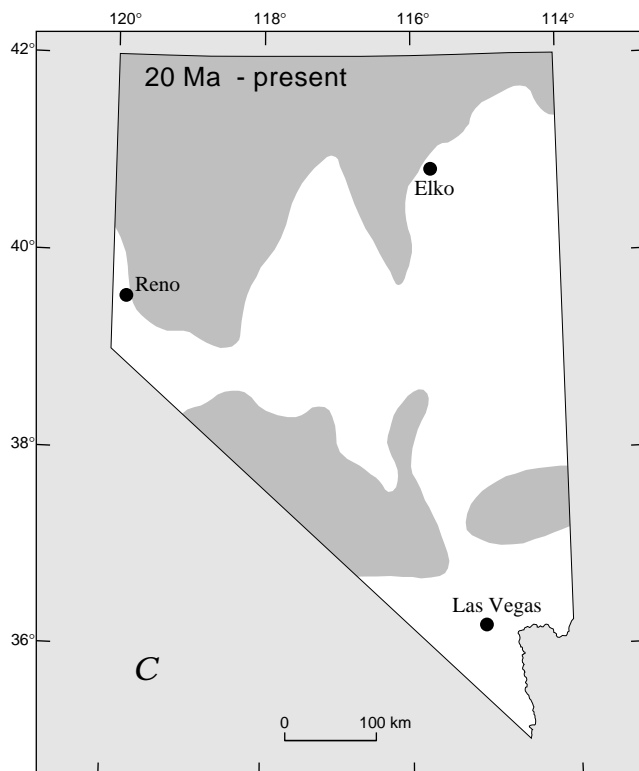 120° 118° 116° 114°
42°
20 Ma - present
Elko
40°
Reno
38°
Las Vegas
36°
C
0 100 km